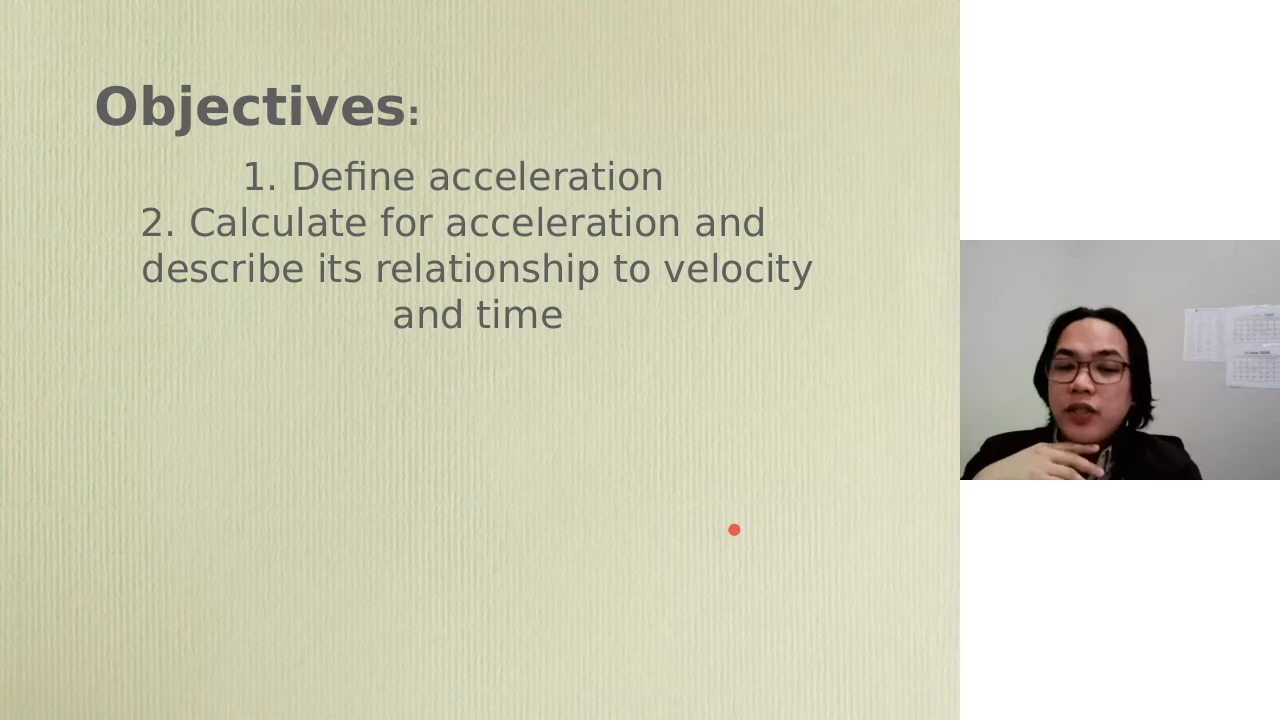 Objectives:
1. Define acceleration
2. Calculate for acceleration and
describe its relationship to velocity
and time